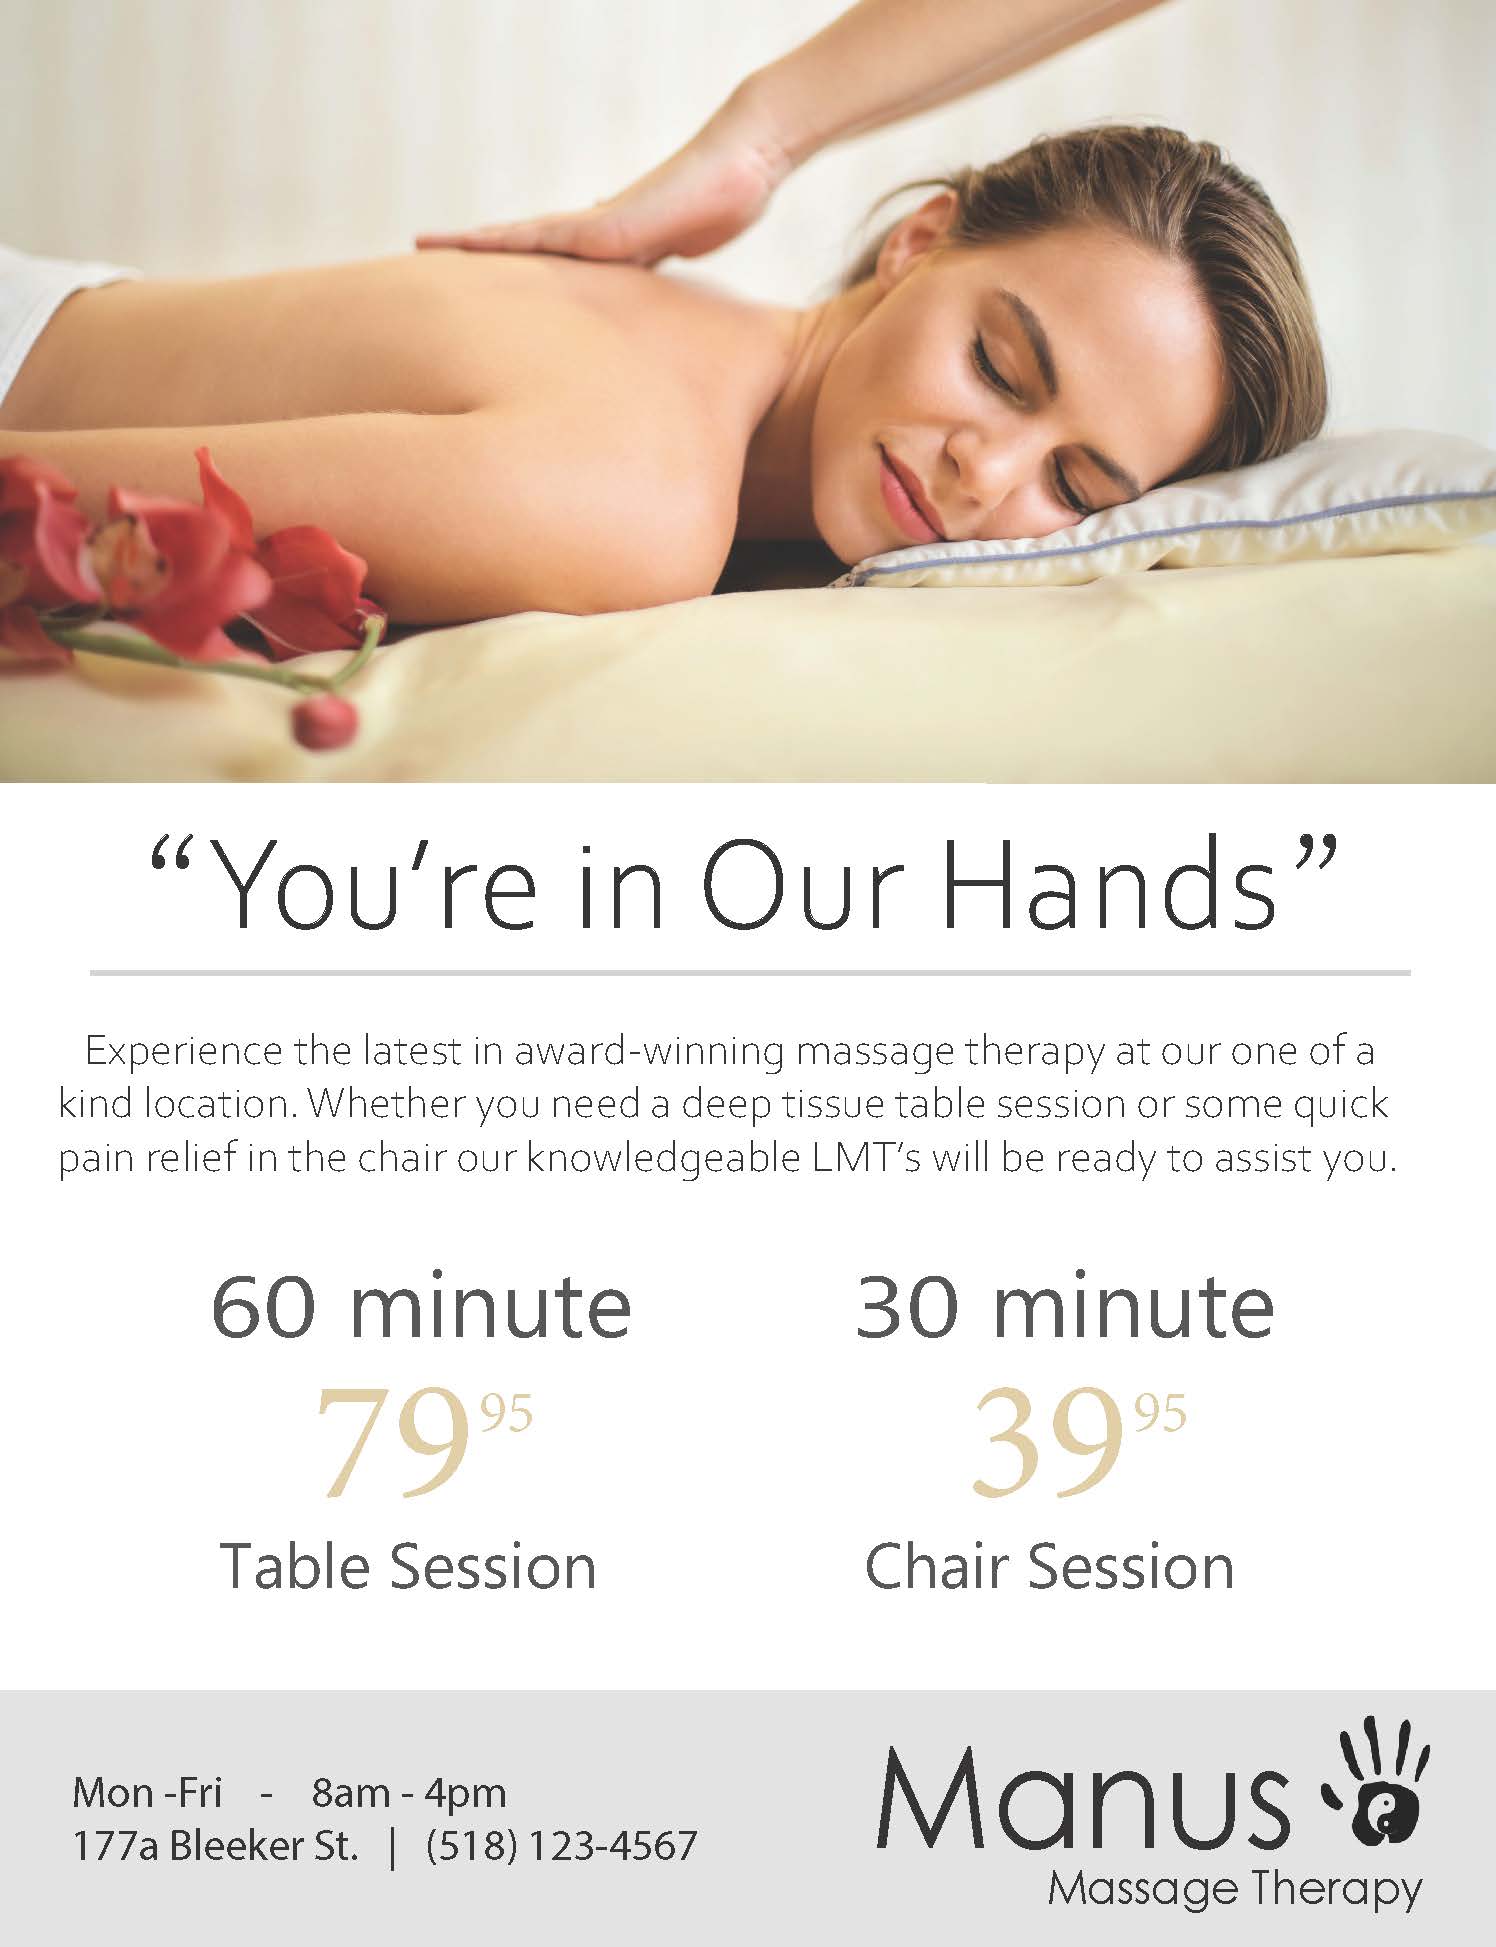 “You’re in Our Hands”
Experience the latest in award-winning massage therapy at our one of a
kind location. Whether you need a deep tissue table session or some quick
pain relief in the chair our knowledgeable LMT’s will be ready to assist you.
60 minute
79 95
Table Session
30 minute
39 95
Chair Session
Mon -Fri - 8am - 4pm
177a Bleeker St. | (518) 123-4567
Manus
Massage Therapy